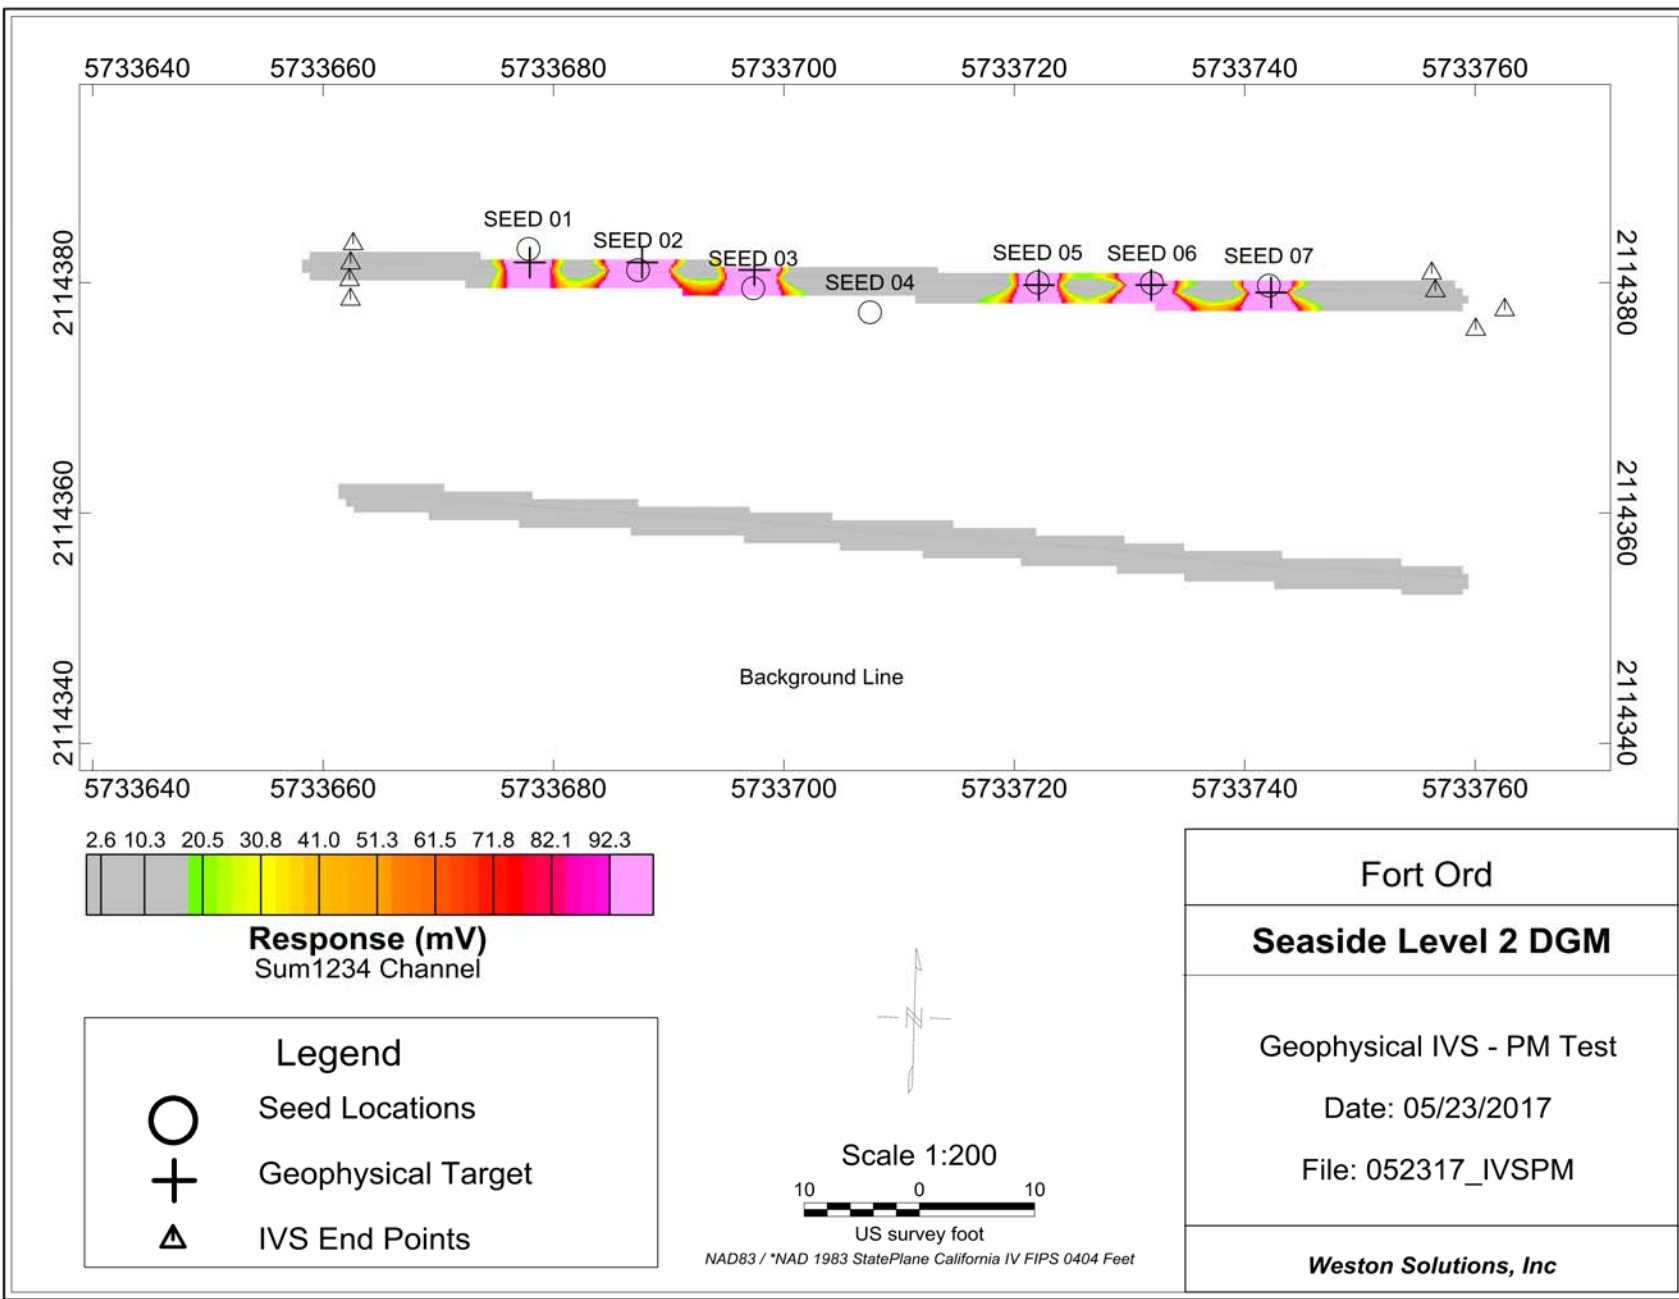 5733640 5733660 5733680 5733700 5733720 5733740 5733760
SEED 01
SEED 02
SEED 03
SEED 04
SEED 05
SEED 06
SEED 07
2114380
2114380
2114360
2114360
2114340
2114340
Background Line
5733640 5733660 5733680 5733700 5733720 5733740 5733760
2.6 10.3 20.5 30.8 41.0 51.3 61.5 71.8 82.1 92.3
Response (mV)
Sum1234 Channel
Legend
Seed Locations
Geophysical Target
IVS End Points
N
Scale 1:200
10 0 10
US survey foot
NAD83 / *NAD 1983 StatePlane California IV FIPS 0404 Feet
Fort Ord
Seaside Level 2 DGM
Geophysical IVS - PM Test
Date: 05/23/2017
File: 052317_IVSPM
Weston Solutions, Inc